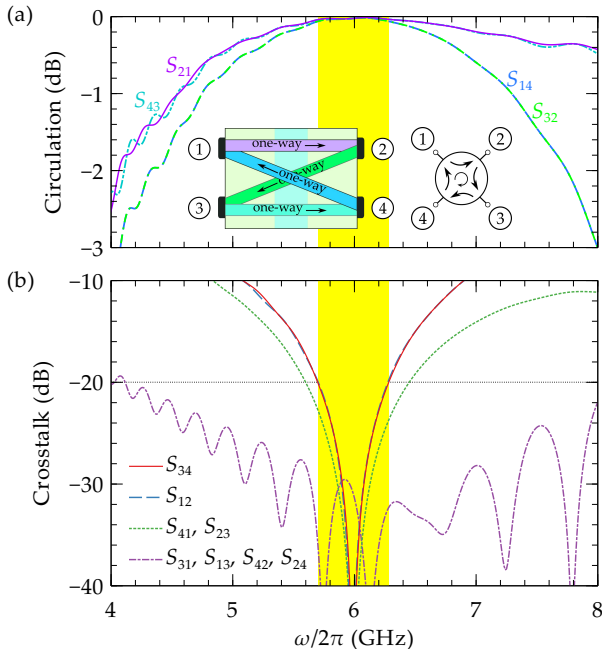 (a)
Circulation (dB)
0
−1
−2
−3
S21
S43
S14
S32
1
2
3
4
one-way
one-way
one-way
one-way
1
2
4
3
(b)
Crosstalk (dB)
−10
−20
−30
−40
S34
S12
S41, S23
S31, S13, S42, S24
4
5
6
7
8
ω/2π (GHz)